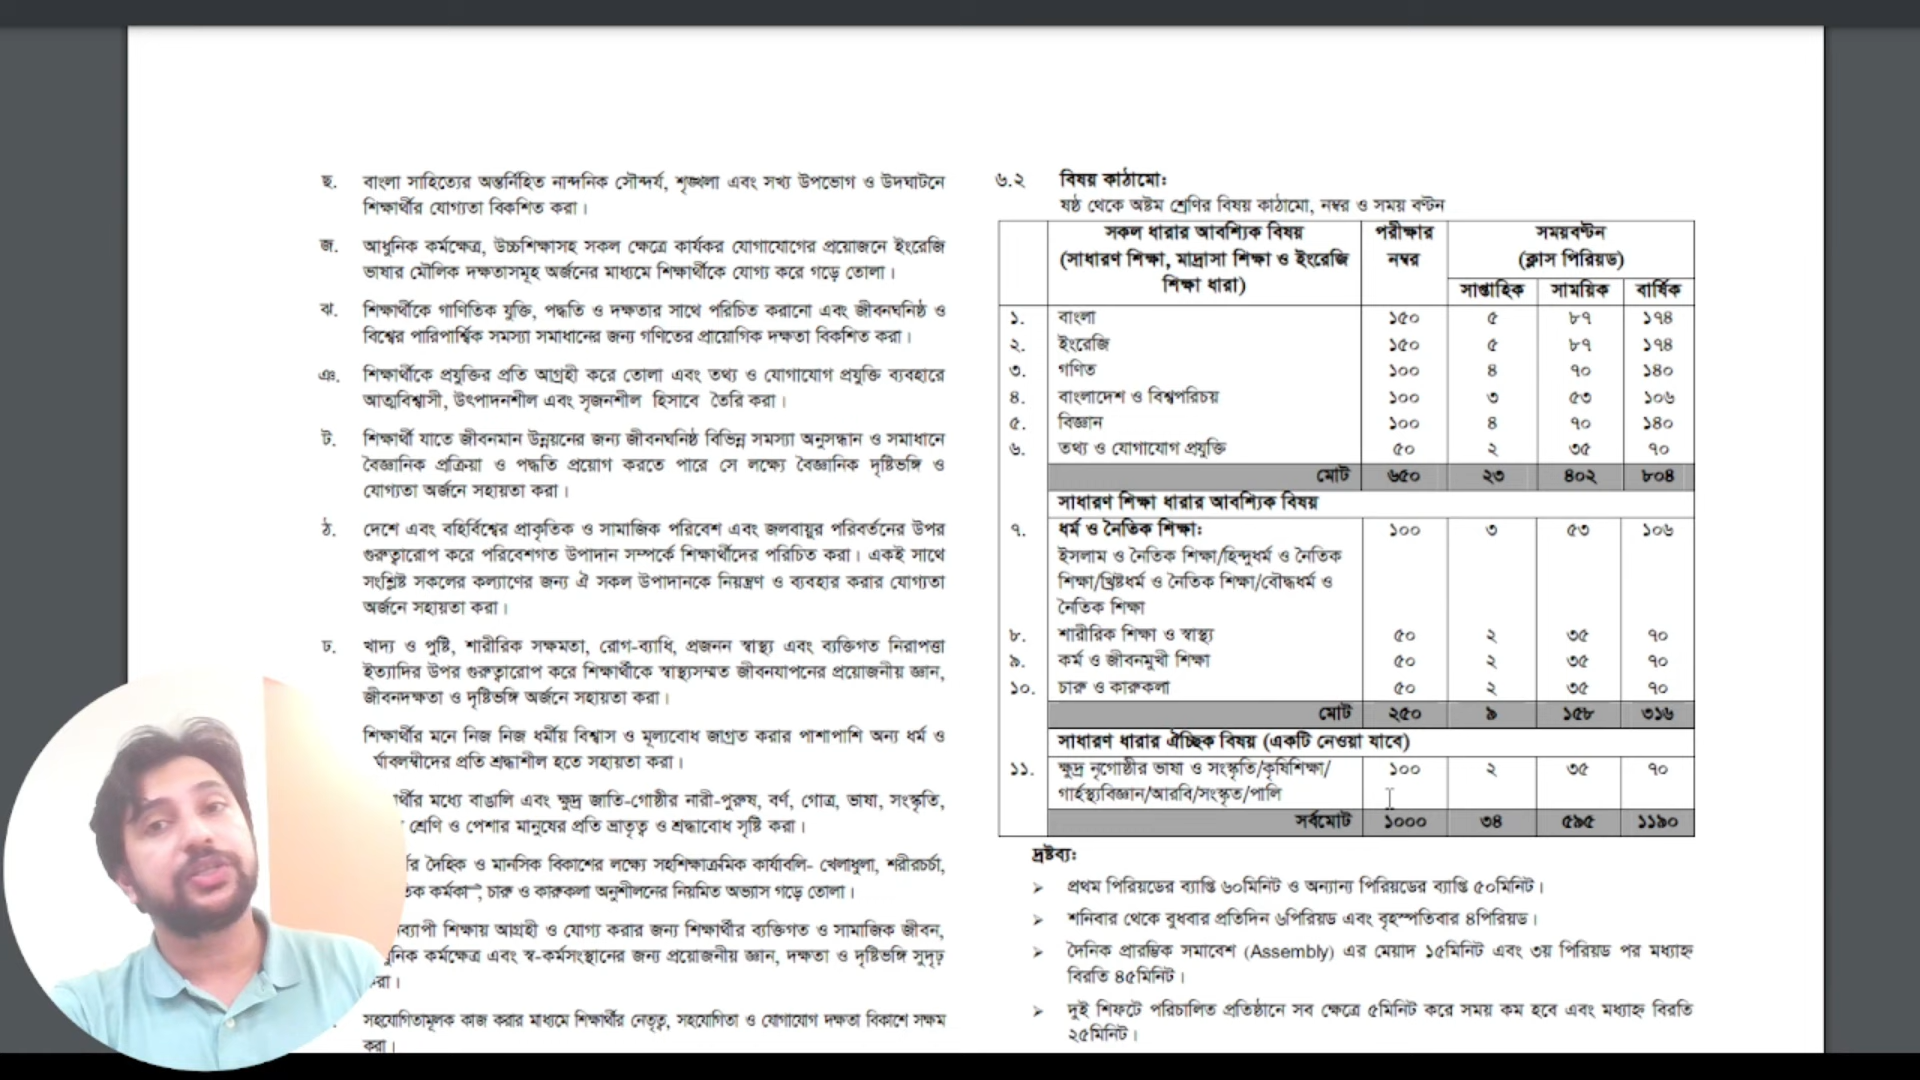 ছ. বাংলা সাহিত্যের অন্তর্নিহিত নান্দনিক সৌন্দর্য, শৃঙ্খলা এবং সখ্য উপভোগ ও উদঘাটনে
শিক্ষার্থীর যোগ্যতা বিকশিত করা।
জ. আধুনিক কর্মক্ষেত্র, উচ্চশিক্ষাসহ সকল ক্ষেত্রে কার্যকর যোগাযোগের প্রয়োজনে ইংরেজি
ভাষার মৌলিক দক্ষতাসমূহ অর্জনের মাধ্যমে শিক্ষার্থীকে যোগ্য করে গড়ে তোলা।
ঝ. শিক্ষার্থীকে গাণিতিক যুক্তি, পদ্ধতি ও দক্ষতার সাথে পরিচিত করানো এবং জীবনঘনিষ্ঠ ও
বিশ্বের পারিপার্শ্বিক সমস্যা সমাধানের জন্য গণিতের প্রায়োগিক দক্ষতা বিকশিত করা।
ঞ. শিক্ষার্থীকে প্রযুক্তির প্রতি আগ্রহী করে তোলা এবং তথ্য ও যোগাযোগ প্রযুক্তি ব্যবহারে
আত্মবিশ্বাসী, উৎপাদনশীল এবং সৃজনশীল হিসাবে তৈরি করা।
ট. শিক্ষার্থী যাতে জীবনমান উন্নয়নের জন্য জীবনঘনিষ্ঠ বিভিন্ন সমস্যা অনুসন্ধান ও সমাধানে
বৈজ্ঞানিক প্রক্রিয়া ও পদ্ধতি প্রয়োগ করতে পারে সে লক্ষ্যে বৈজ্ঞানিক দৃষ্টিভঙ্গি ও
যোগ্যতা অর্জনে সহায়তা করা।
ঠ. দেশে এবং বহির্বিশ্বের প্রাকৃতিক ও সামাজিক পরিবেশ এবং জলবায়ুর পরিবর্তনের উপর
গুরুত্বারোপ করে পরিবেশগত উপাদান সম্পর্কে শিক্ষার্থীদের পরিচিত করা। একই সাথে
সংশ্লিষ্ট সকলের কল্যাণের জন্য ঐ সকল উপাদানকে নিয়ন্ত্রণ ও ব্যবহার করার যোগ্যতা
অর্জনে সহায়তা করা।
ঢ. খাদ্য ও পুষ্টি, শারীরিক সক্ষমতা, রোগ-ব্যাধি, প্রজনন স্বাস্থ্য এবং ব্যক্তিগত নিরাপত্তা
ইত্যাদির উপর গুরুত্বারোপ করে শিক্ষার্থীকে স্বাস্থ্যসম্মত জীবনযাপনের প্রয়োজনীয় জ্ঞান,
জীবনদক্ষতা ও দৃষ্টিভঙ্গি অর্জনে সহায়তা করা।
শিক্ষার্থীর মনে নিজ নিজ ধর্মীয় বিশ্বাস ও মূল্যবোধ জাগ্রত করার পাশাপাশি অন্য ধর্ম ও
র্মাবলম্বীদের প্রতি শ্রদ্ধাশীল হতে সহায়তা করা।
র্থীর মধ্যে বাঙালি এবং ক্ষুদ্র জাতি-গোষ্ঠীর নারী-পুরুষ, বর্ণ, গোত্র, ভাষা, সংস্কৃতি,
শ্রেণি ও পেশার মানুষের প্রতি ভ্রাতৃত্ব ও শ্রদ্ধাবোধ সৃষ্টি করা।
র দৈহিক ও মানসিক বিকাশের লক্ষ্যে সহশিক্ষাক্রমিক কার্যাবলি- খেলাধুলা, শরীরচর্চা,
তিক কর্মকা, চারু ও কারুকলা অনুশীলনের নিয়মিত অভ্যাস গড়ে তোলা।
ব্যাপী শিক্ষায় আগ্রহী ও যোগ্য করার জন্য শিক্ষার্থীর ব্যক্তিগত ও সামাজিক জীবন,
ধুনিক কর্মক্ষেত্র এবং স্ব-কর্মসংস্থানের জন্য প্রয়োজনীয় জ্ঞান, দক্ষতা ও দৃষ্টিভঙ্গি সুদৃঢ়
করা।
সহযোগিতামূলক কাজ করার মাধ্যমে শিক্ষার্থীর নেতৃত্ব, সহযোগিতা ও যোগাযোগ দক্ষতা বিকাশে সক্ষম
করা।
৬.২ বিষয় কাঠামো:
ষষ্ঠ থেকে অষ্টম শ্রেণির বিষয় কাঠামো, নম্বর ও সময় বণ্টন
সকল ধারার আবশ্যিক বিষয় পরীক্ষার সময়বণ্টন
(সাধারণ শিক্ষা, মাদ্রাসা শিক্ষা ও ইংরেজি নম্বর (ক্লাস পিরিয়ড)
শিক্ষা ধারা) সাপ্তাহিক সাময়িক বার্ষিক
১. বাংলা ১৫০ ৫ ৮৭ ১৭৪
২. ইংরেজি ১৫০ ৫ ৮৭ ১৭৪
৩. গণিত ১০০ ৪ ৭০ ১৪০
৪. বাংলাদেশ ও বিশ্বপরিচয় ১০০ ৩ ৫৩ ১০৬
৫. বিজ্ঞান ১০০ ৪ ৭০ ১৪০
৬. তথ্য ও যোগাযোগ প্রযুক্তি ৫০ ২ ৩৫ ৭০
মোট ৬৫০ ২৩ ৪০২ ৮০৪
সাধারণ শিক্ষা ধারার আবশ্যিক বিষয়
৭. ধর্ম ও নৈতিক শিক্ষা: ১০০ ৩ ৫৩ ১০৬
ইসলাম ও নৈতিক শিক্ষা/হিন্দুধর্ম ও নৈতিক
শিক্ষা/খ্রিষ্টধর্ম ও নৈতিক শিক্ষা/বৌদ্ধধর্ম ও
নৈতিক শিক্ষা
৮. শারীরিক শিক্ষা ও স্বাস্থ্য ৫০ ২ ৩৫ ৭০
৯. কর্ম ও জীবনমুখী শিক্ষা ৫০ ২ ৩৫ ৭০
১০. চারু ও কারুকলা ৫০ ২ ৩৫ ৭০
মোট ২৫০ ৯ ১৫৮ ৩১৬
সাধারণ ধারার ঐচ্ছিক বিষয় (একটি নেওয়া যাবে)
১১. ক্ষুদ্র নৃগোষ্ঠীর ভাষা ও সংস্কৃতি/কৃষিশিক্ষা/ ১০০ ২ ৩৫ ৭০
গার্হস্থ্যবিজ্ঞান/আরবি/সংস্কৃত/পালি
সর্বমোট ১০০০ ৩৪ ৫৯৫ ১১৯০
দ্রষ্টব্য:
➢ প্রথম পিরিয়ডের ব্যাপ্তি ৬০মিনিট ও অন্যান্য পিরিয়ডের ব্যাপ্তি ৫০মিনিট।
➢ শনিবার থেকে বুধবার প্রতিদিন ৬পিরিয়ড এবং বৃহস্পতিবার ৪পিরিয়ড।
➢ দৈনিক প্রারম্ভিক সমাবেশ (Assembly) এর মেয়াদ ১৫মিনিট এবং ৩য় পিরিয়ড পর মধ্যাহ্ন
বিরতি ৪৫মিনিট।
➢ দুই শিফটে পরিচালিত প্রতিষ্ঠানে সব ক্ষেত্রে ৫মিনিট করে সময় কম হবে এবং মধ্যাহ্ন বিরতি
২৫মিনিট।